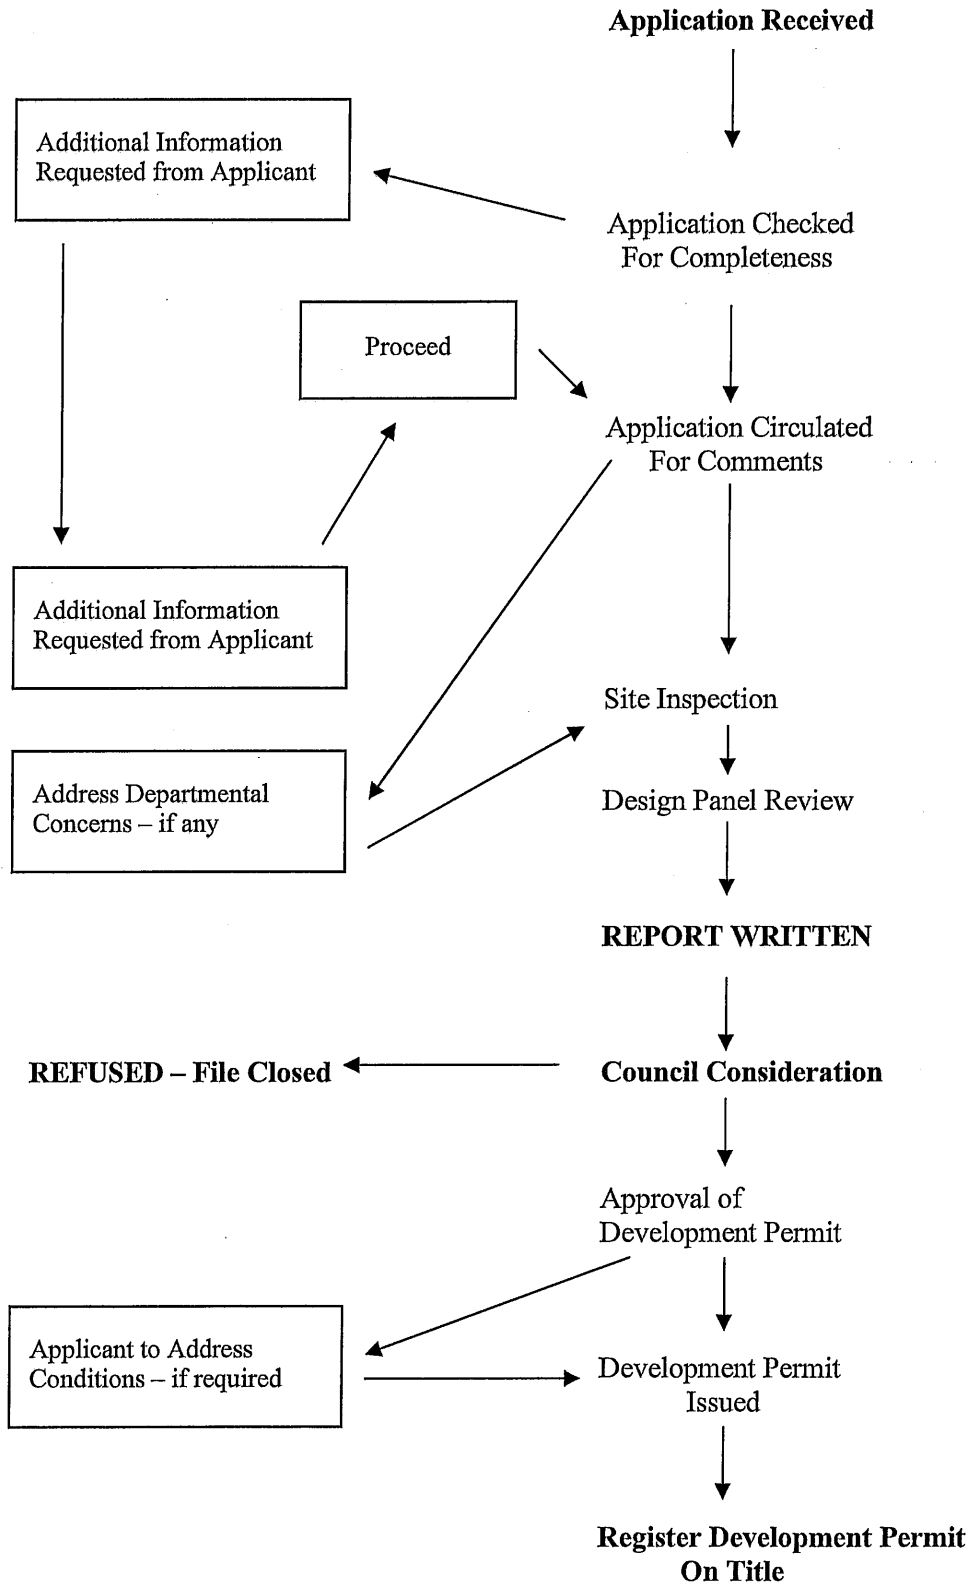 Application Received
Additional Information
Requested from Applicant
Application Checked
For Completeness
Proceed
Application Circulated
For Comments
Additional Information
Requested from Applicant
Site Inspection
Address Departmental
Concerns – if any
Design Panel Review
REPORT WRITTEN
REFUSED – File Closed
Council Consideration
Approval of
Development Permit
Applicant to Address
Conditions – if required
Development Permit
Issued
Register Development Permit
On Title